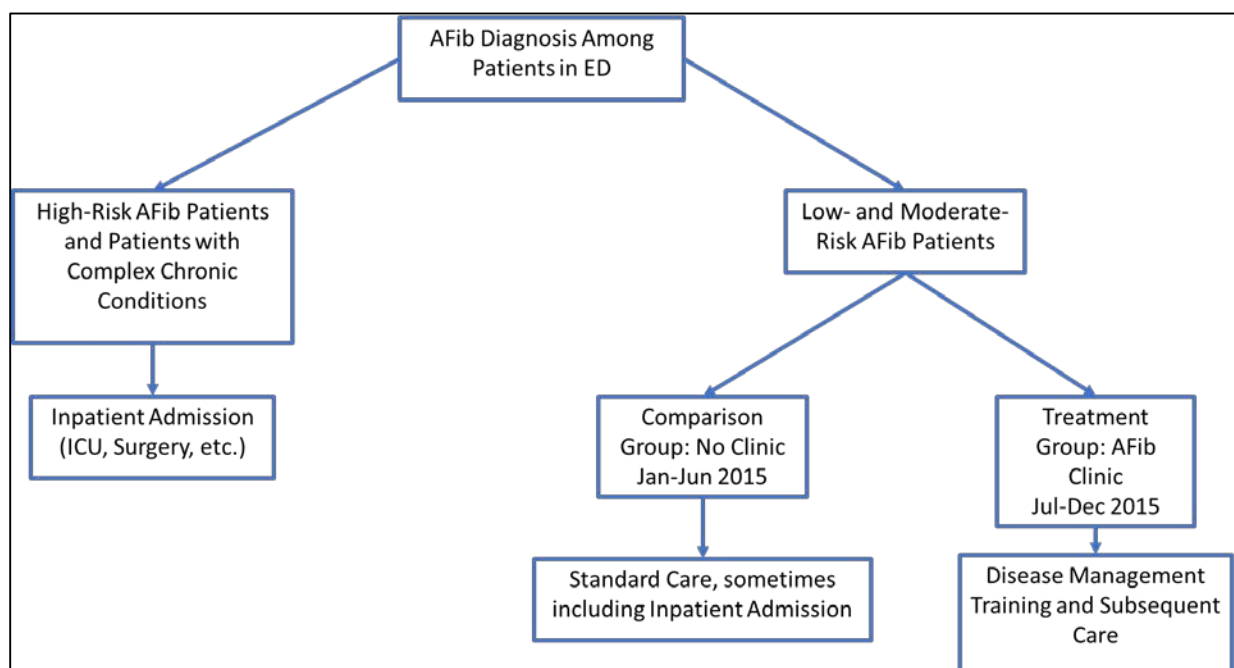 AFib Diagnosis Among
Patients in ED
High-Risk AFib Patients
and Patients with
Complex Chronic
Conditions
Low- and Moderate-
Risk AFib Patients
Inpatient Admission
(ICU, Surgery, etc.)
Comparison
Group: No Clinic
Jan-Jun 2015
Treatment
Group: AFib
Clinic
Jul-Dec 2015
Standard Care, sometimes
including Inpatient Admission
Disease Management
Training and Subsequent
Care